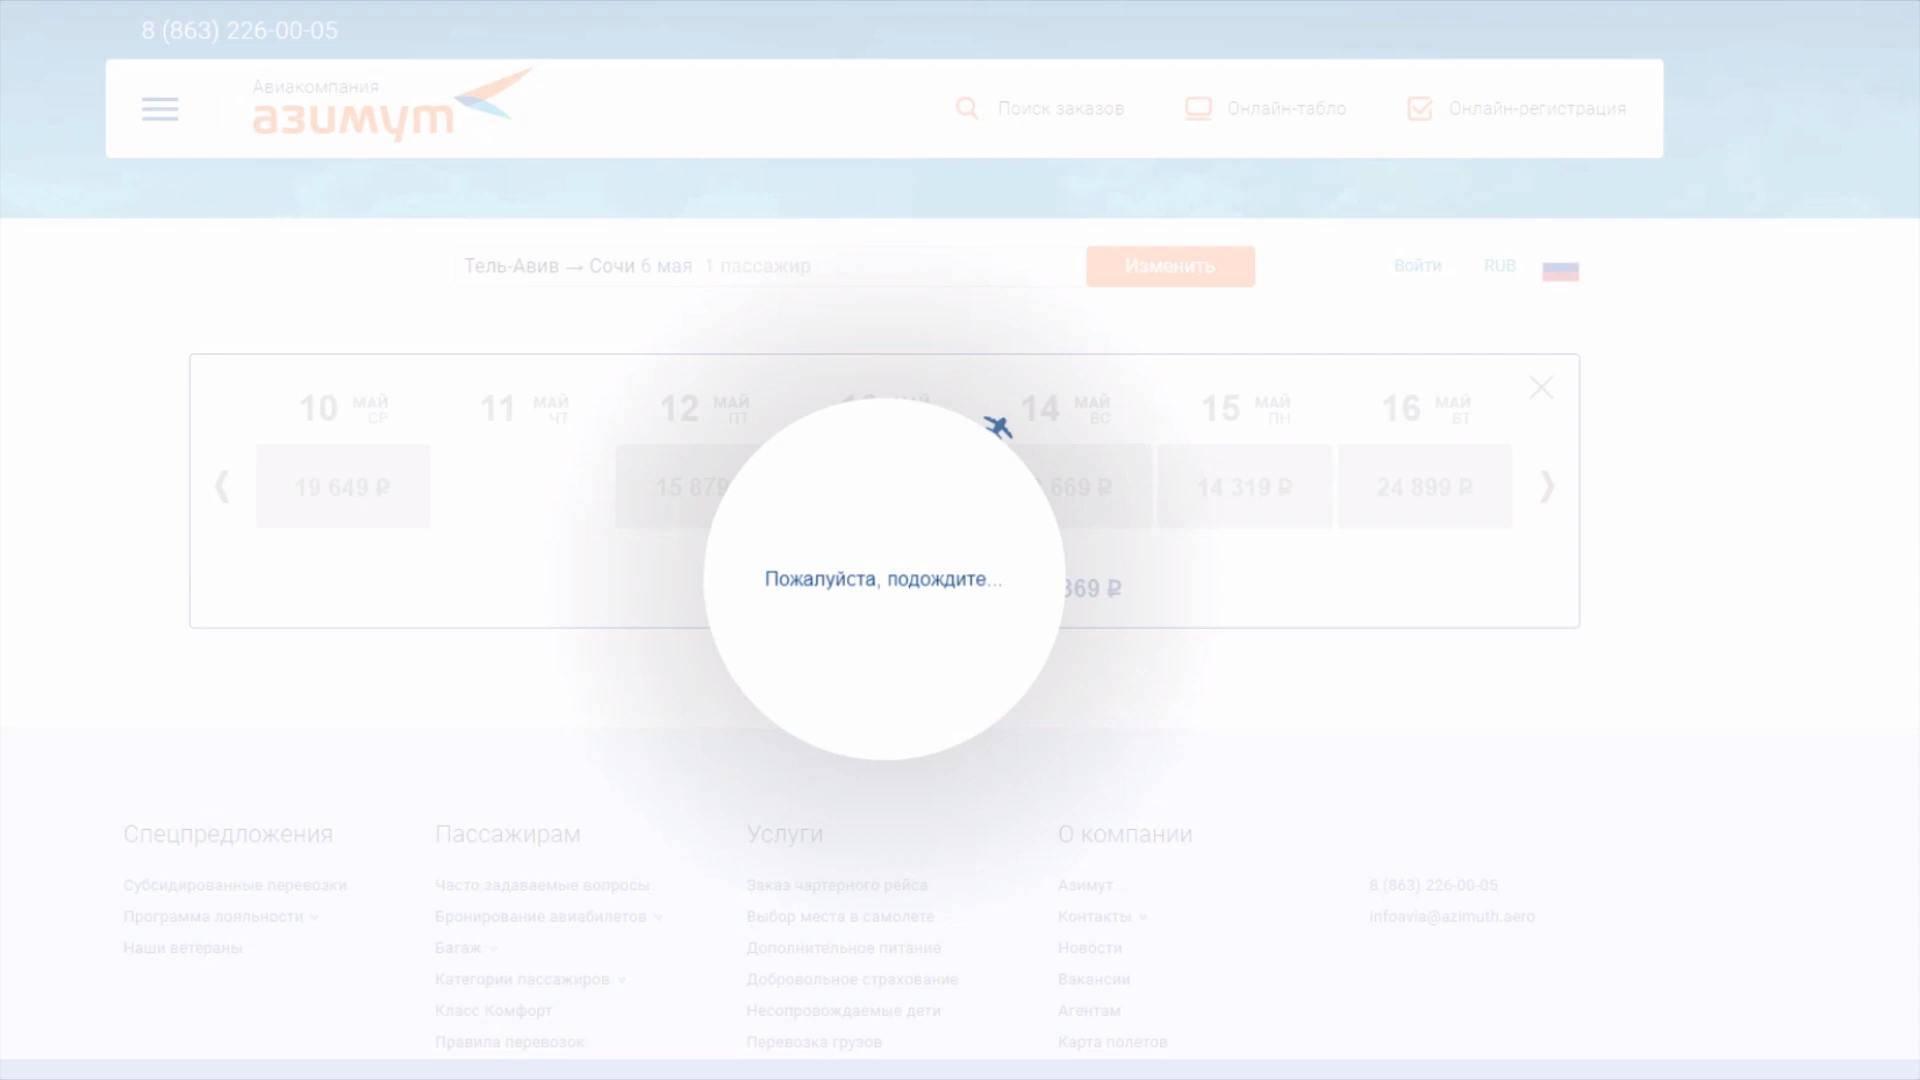 8 (863) 226-00-05
Авиакомпания
азимут
Поиск заказов
Онлайн-табло
Онлайн-регистрация
Тель-Авив → Сочи 6 мая 1 пассажир
Изменить
Войти
RUB
10 МАЙ СР
11 МАЙ ЧТ
12 МАЙ ПТ
МАЙ
14 МАЙ ВС
15 МАЙ ПН
16 МАЙ ВТ
19 649 ₽
15 879
669 ₽
14 319 ₽
24 899 ₽
Пожалуйста, подождите...
369 ₽
Спецпредложения
Субсидированные перевозки
Программа лояльности
Наши ветераны
Пассажирам
Часто задаваемые вопросы
Бронирование авиабилетов
Багаж
Категории пассажиров
Класс Комфорт
Правила перевозок
Услуги
Заказ чартерного рейса
Выбор места в самолете
Дополнительное питание
Добровольное страхование
Несопровождаемые дети
Перевозка грузов
О компании
Азимут
Контакты
Новости
Вакансии
Агентам
Карта полетов
8 (863) 226-00-05
infoavia@azimuth.aero